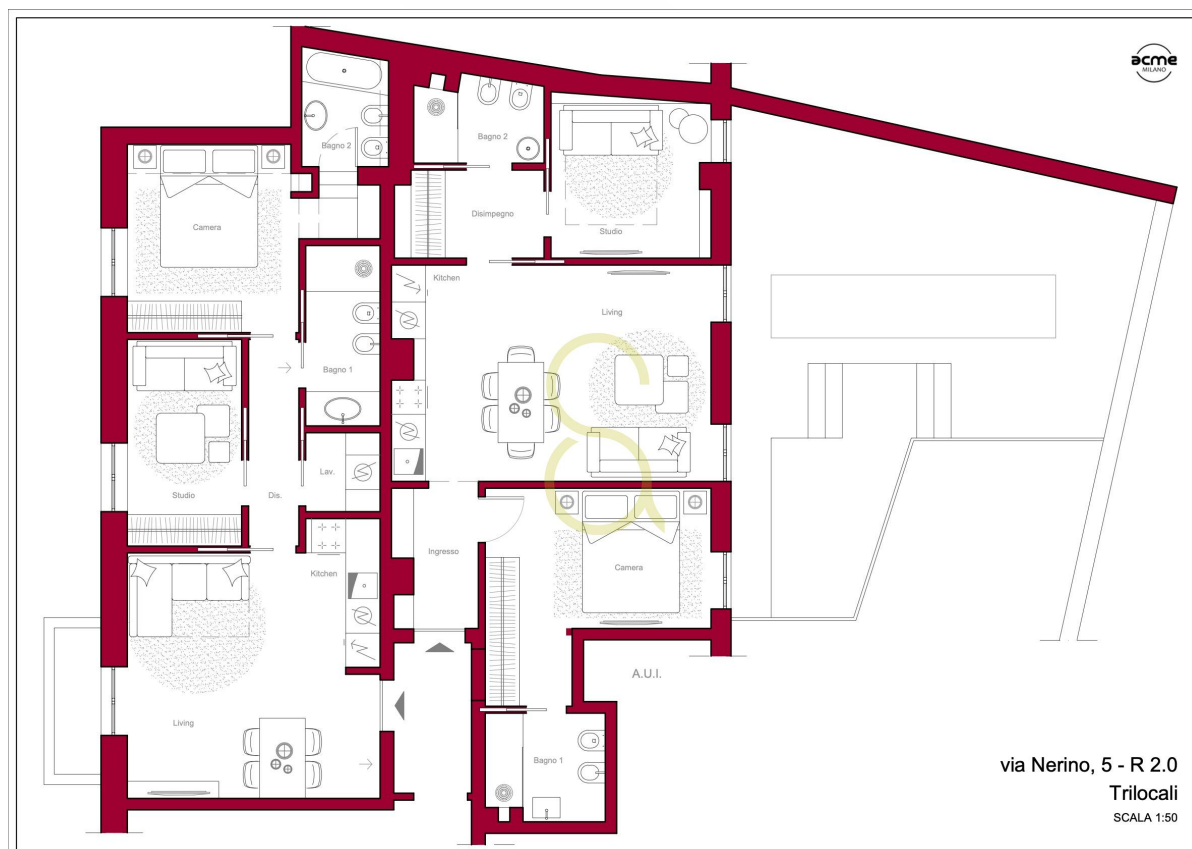 acme
MILANO
Bagno 2
Bagno 2
Camera
Disimpegno
Studio
Kitchen
Living
Bagno 1
Lav.
Studio
Dis.
Ingresso
Camera
Kitchen
A.U.I.
Living
Bagno 1
via Nerino, 5 - R 2.0
Trilocali
SCALA 1:50